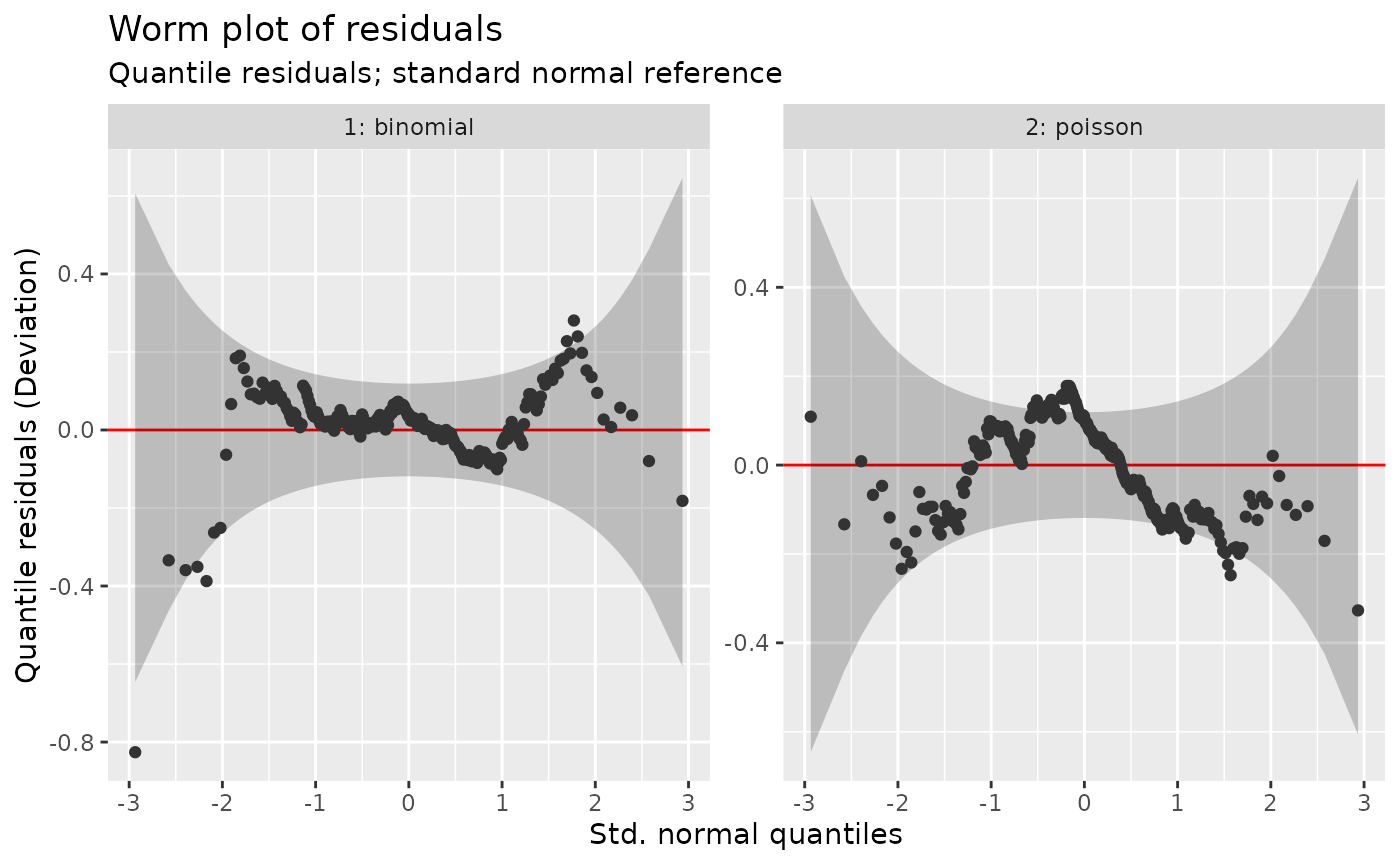 Worm plot of residuals
Quantile residuals; standard normal reference
1: binomial
2: poisson
Quantile residuals (Deviation)
0.4
0.0
-0.4
-0.8
0.4
0.0
-0.4
-3 -2 -1 0 1 2 3
-3 -2 -1 0 1 2 3
Std. normal quantiles